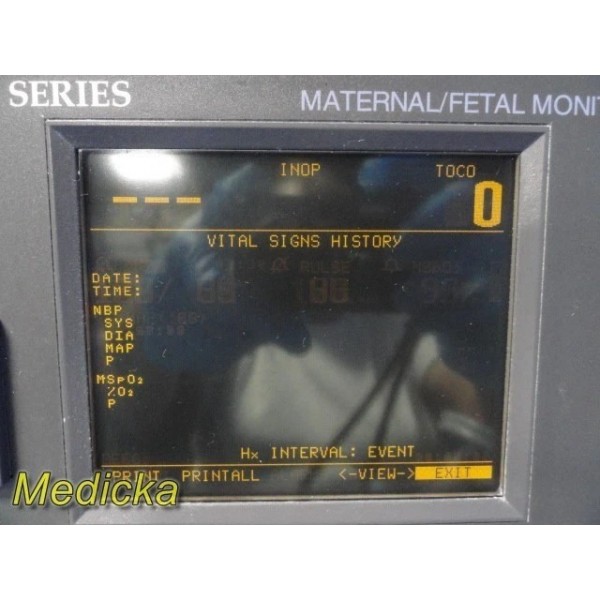 SERIES
MATERNAL/FETAL MONIT
INOP TOCO
--- 0
VITAL SIGNS HISTORY
DATE:
TIME:
NBP
SYS
DIA
MAP
P
MSpO₂
%O₂
P
Hx INTERVAL: EVENT
PRINT PRINTALL <-VIEW-> EXIT
Medicka